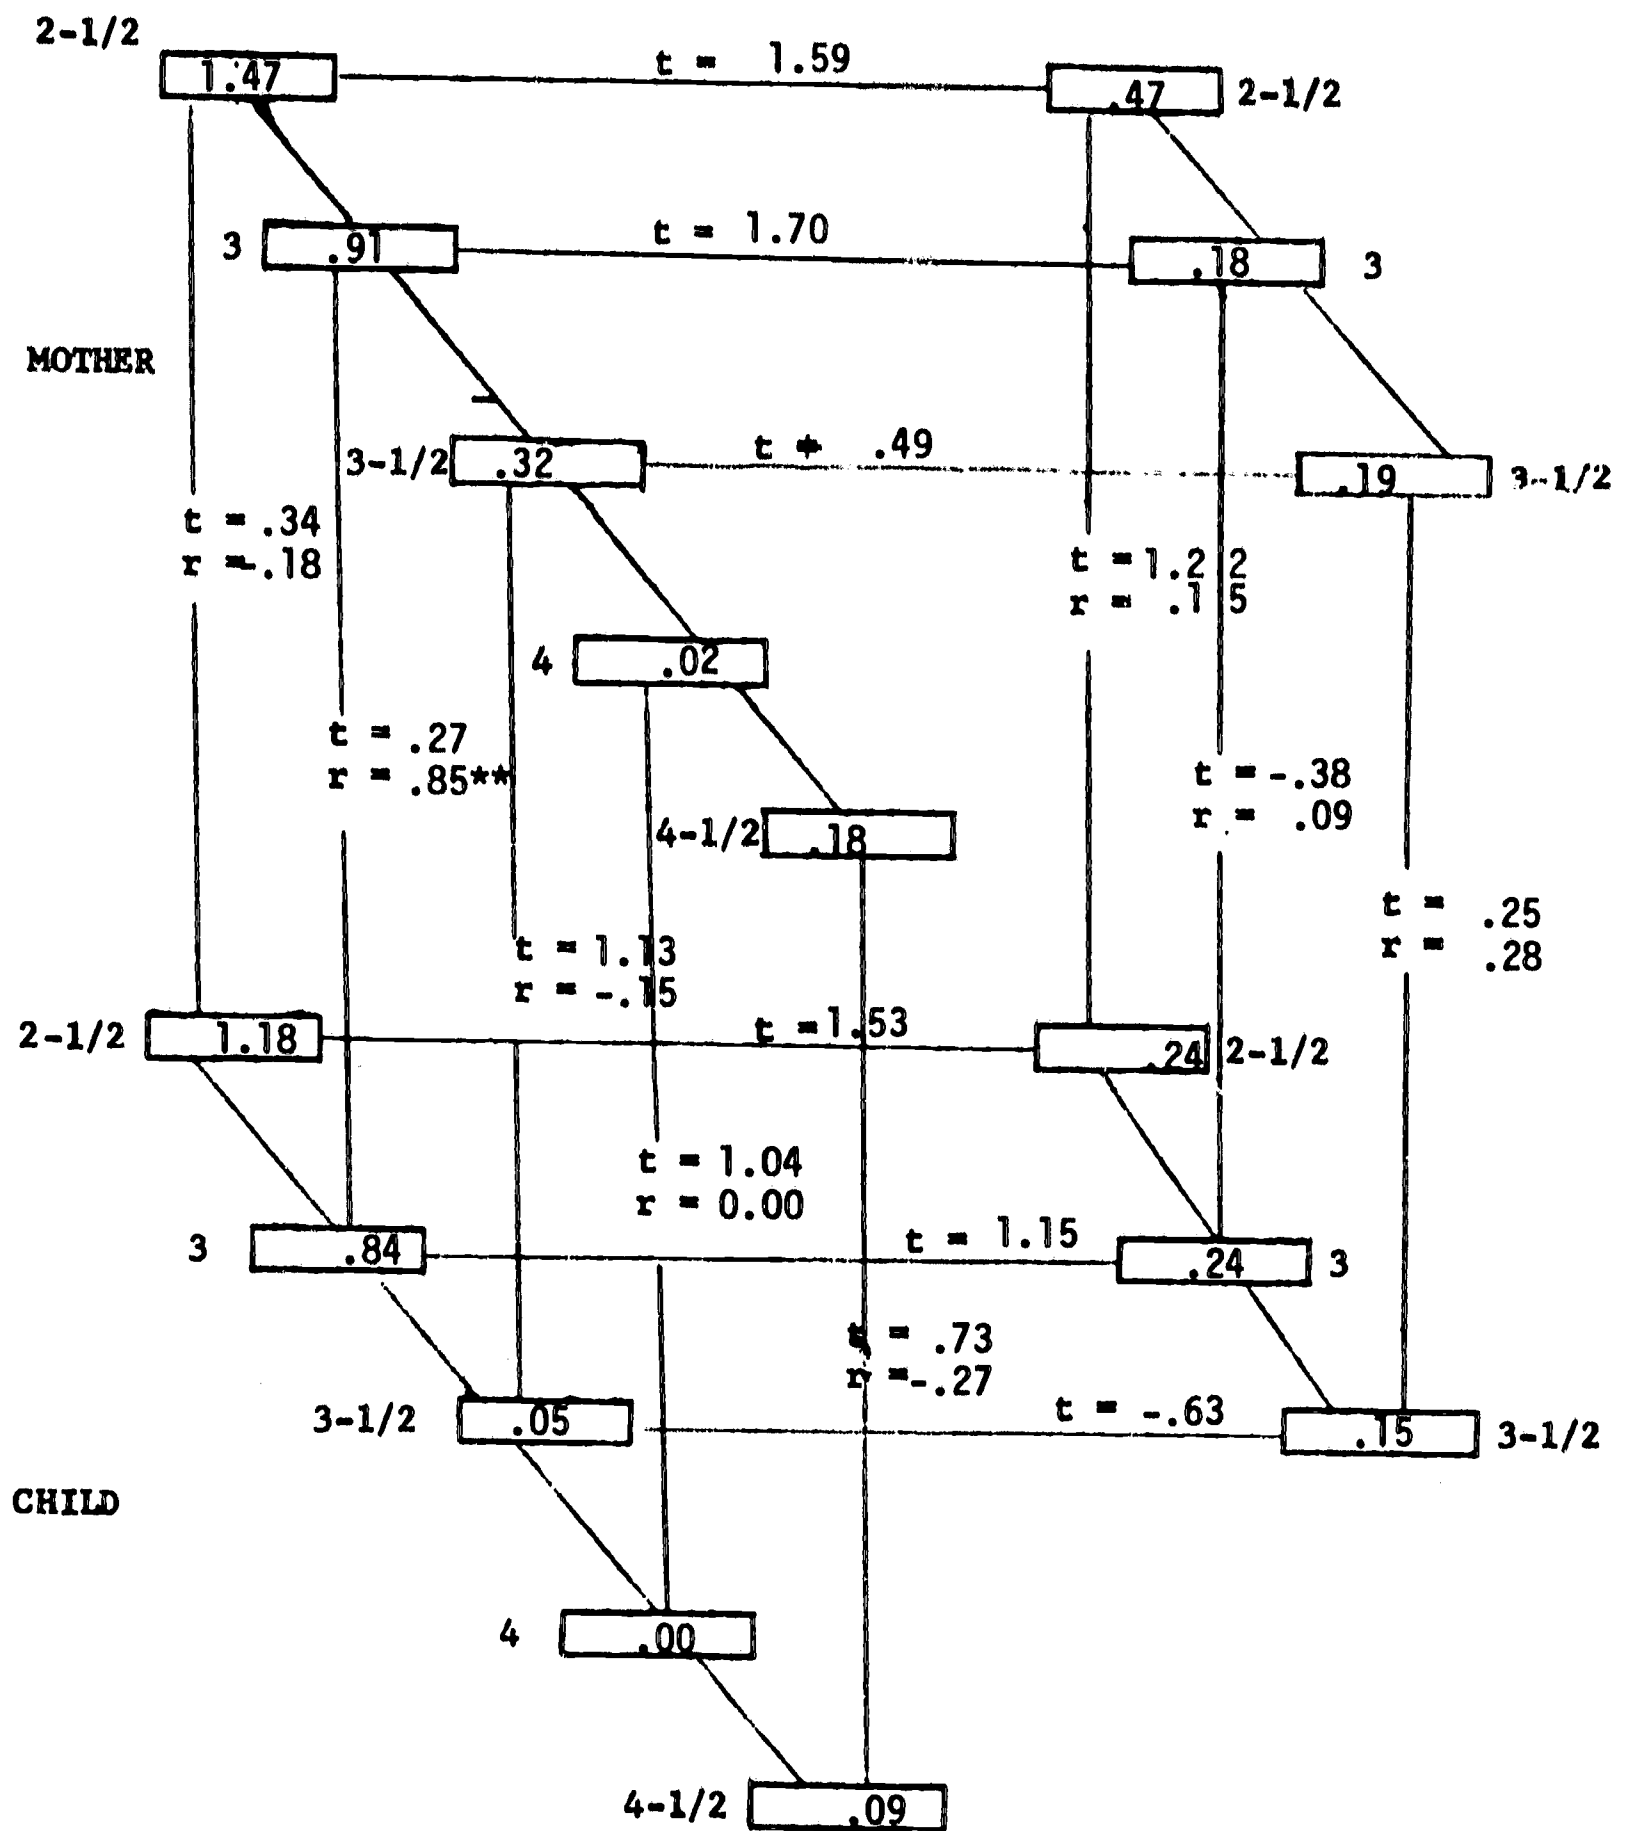 2-1/2
1.47 t = 1.59 .47 2-1/2
3 .91 t = 1.70 .18 3
MOTHER
3-1/2 .32 t = .49 .19 3-1/2
t = .34
r =-.18
t = 1.22
r = .15
4 .02
t = .27
r = .85**
t = -.38
r = .09
4-1/2 .18
t = .25
r = .28
t = 1.13
r = -.15
2-1/2 1.18 t = 1.53 .24 2-1/2
t = 1.04
r = 0.00
3 .84 t = 1.15 .24 3
t = .73
r =-.27
3-1/2 .05 t = -.63 .15 3-1/2
CHILD
4 .00
4-1/2 .09